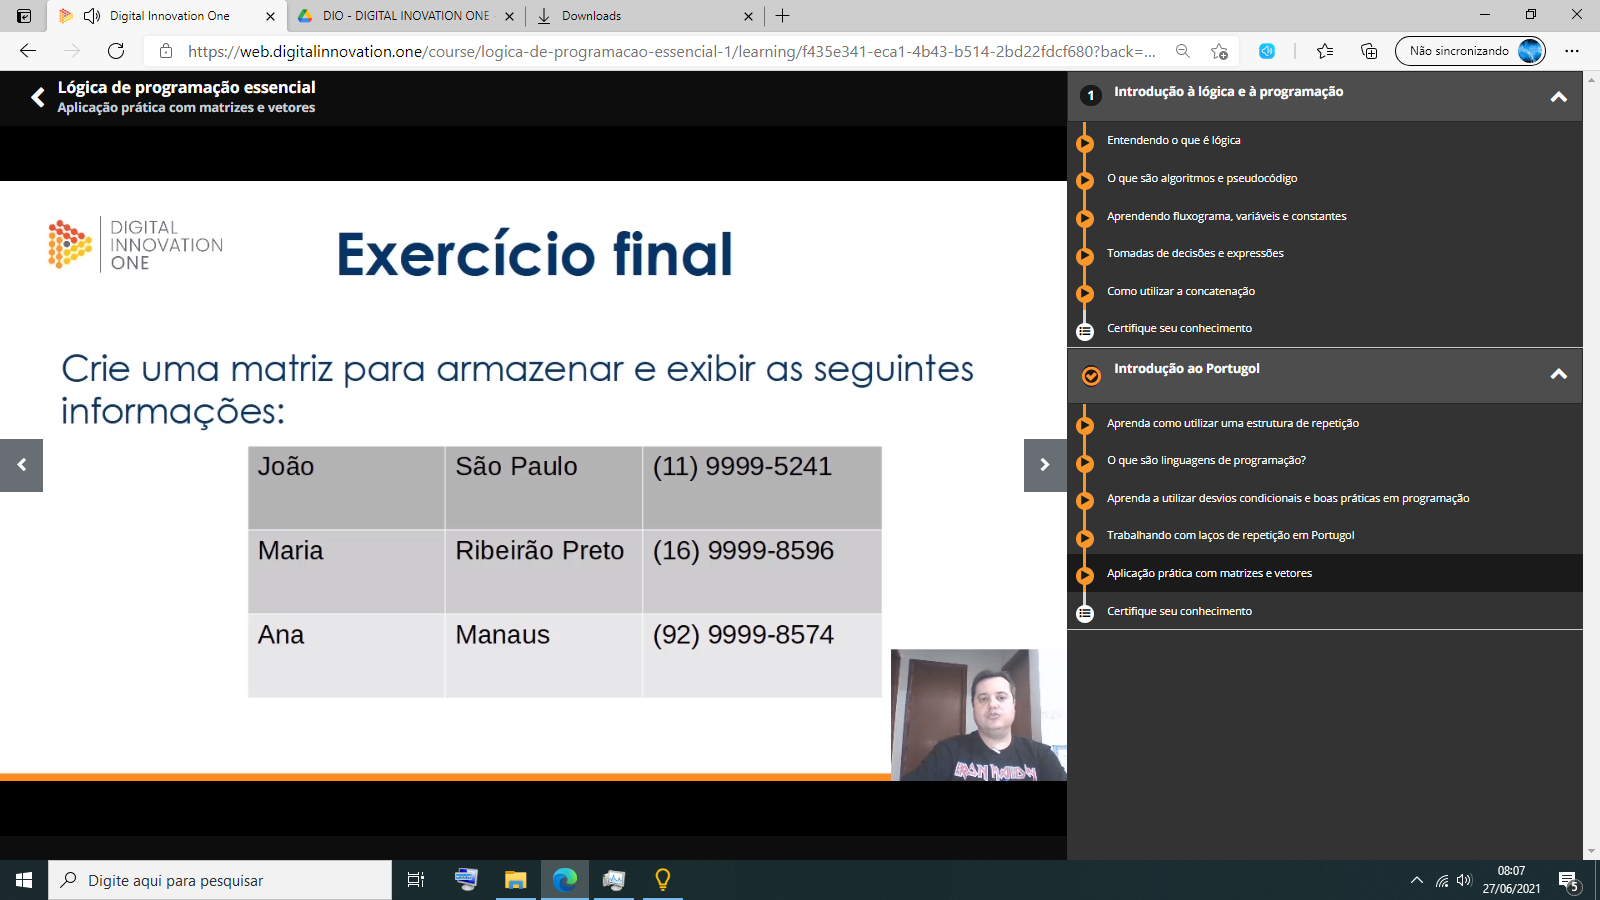 Digital Innovation One
DIO - DIGITAL INOVATION ONE
Downloads
https://web.digitalinnovation.one/course/logica-de-programacao-essencial-1/learning/f435e341-eca1-4b43-b514-2bd22fdcf680?back=...
Não sincronizando
Lógica de programação essencial
Aplicação prática com matrizes e vetores
DIGITAL
INNOVATION
ONE
Exercício final
Crie uma matriz para armazenar e exibir as seguintes
informações:
João São Paulo (11) 9999-5241
Maria Ribeirão Preto (16) 9999-8596
Ana Manaus (92) 9999-8574
IRON MAIDEN
1 Introdução à lógica e à programação
Entendendo o que é lógica
O que são algoritmos e pseudocódigo
Aprendendo fluxograma, variáveis e constantes
Tomadas de decisões e expressões
Como utilizar a concatenação
Certifique seu conhecimento
Introdução ao Portugol
Aprenda como utilizar uma estrutura de repetição
O que são linguagens de programação?
Aprenda a utilizar desvios condicionais e boas práticas em programação
Trabalhando com laços de repetição em Portugol
Aplicação prática com matrizes e vetores
Certifique seu conhecimento
Digite aqui para pesquisar
08:07
27/06/2021
5